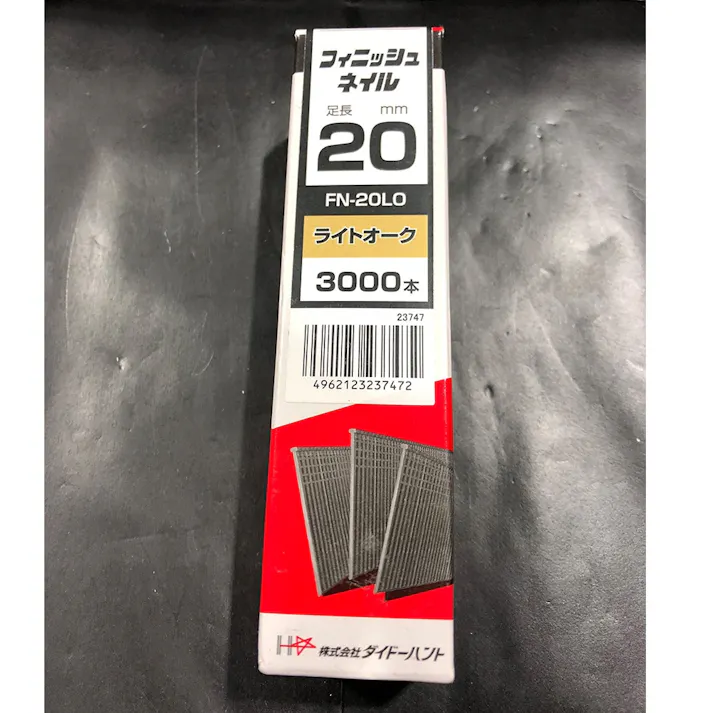 フィニッシュ
ネイル
足長 mm
20
FN-20LO
ライトオーク
3000本
23747
4962123237472
株式会社 ダイドーハント